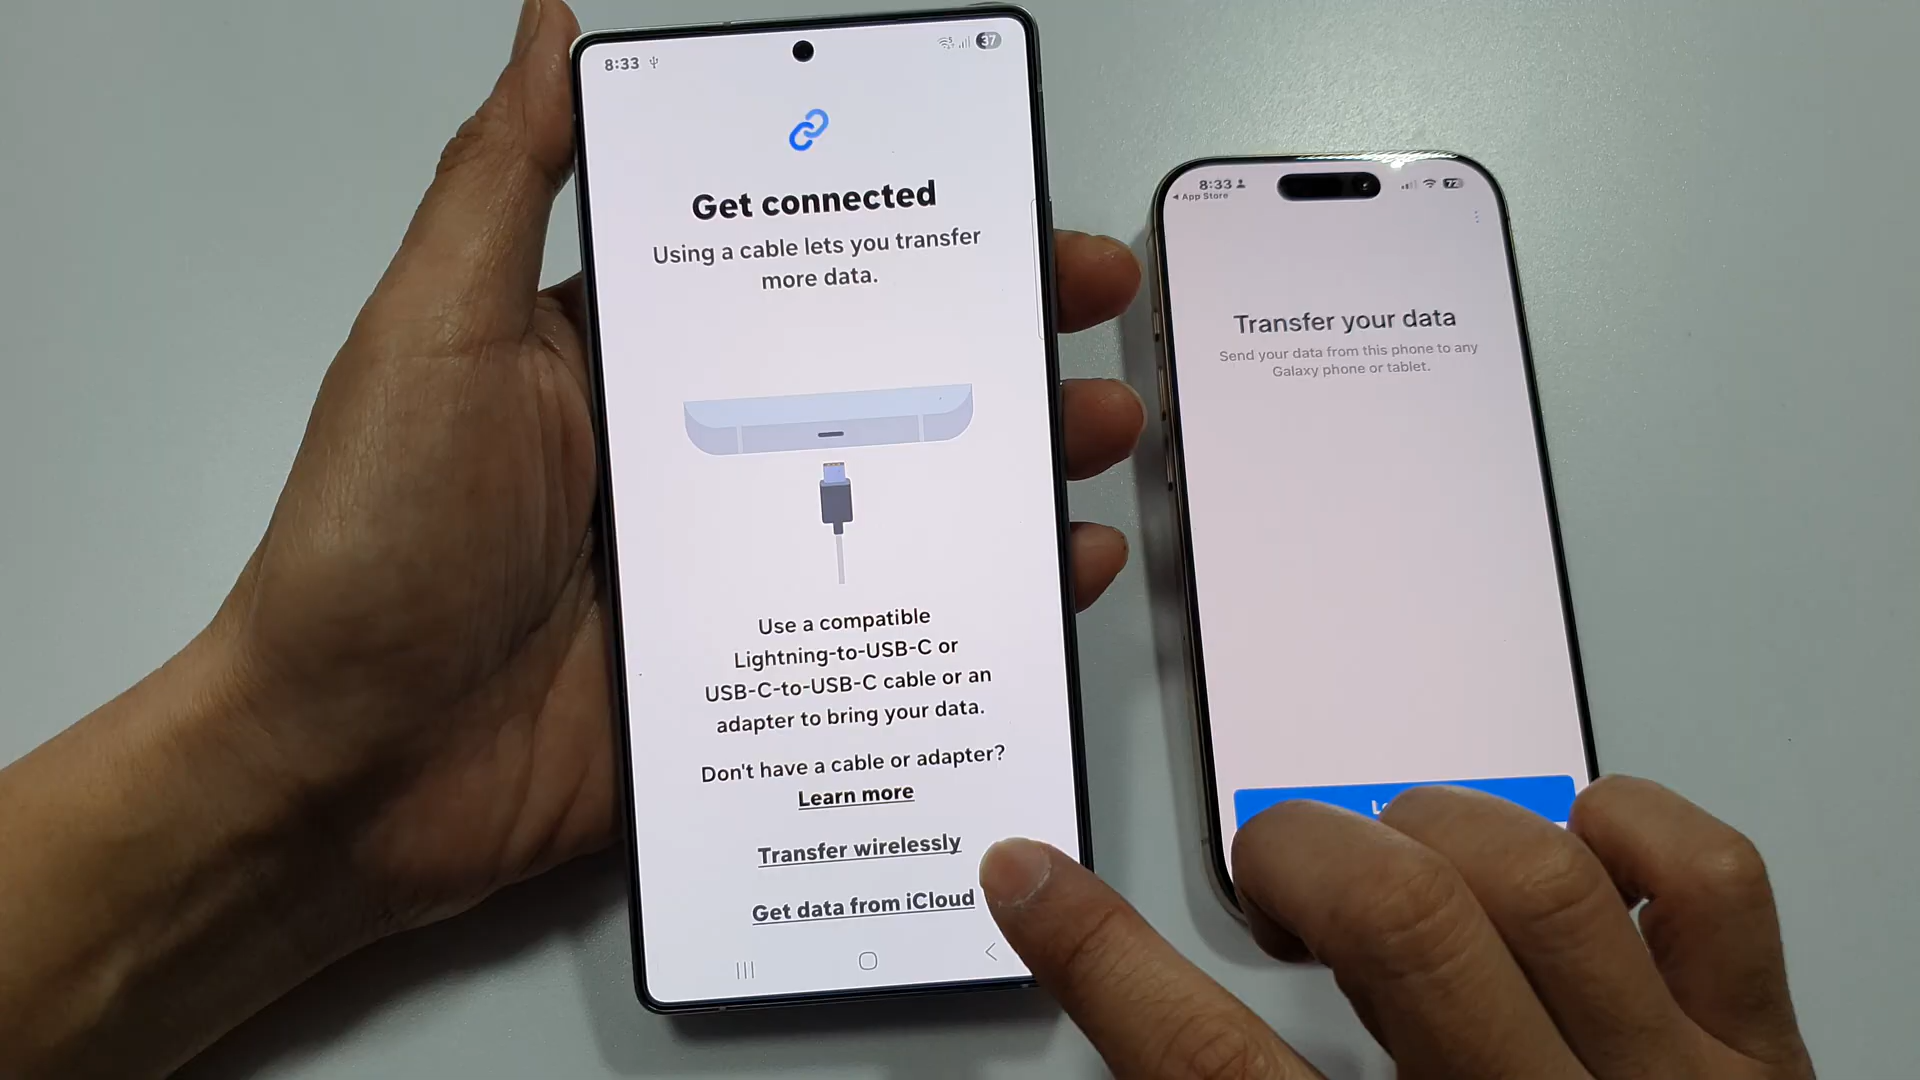 8:33
37
Get connected
Using a cable lets you transfer
more data.
Use a compatible
Lightning-to-USB-C or
USB-C-to-USB-C cable or an
adapter to bring your data.
Don't have a cable or adapter?
Learn more
Transfer wirelessly
Get data from iCloud
8:33
72
App Store
Transfer your data
Send your data from this phone to any
Galaxy phone or tablet.